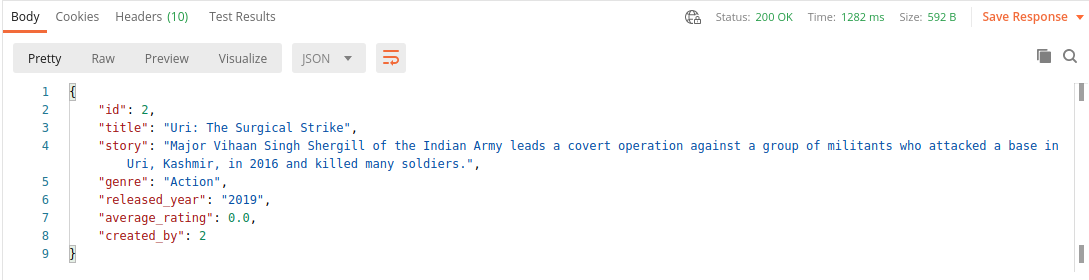 Body Cookies Headers (10) Test Results Status: 200 OK Time: 1282 ms Size: 592 B Save Response
Pretty Raw Preview Visualize JSON
1 {
2 "id": 2,
3 "title": "Uri: The Surgical Strike",
4 "story": "Major Vihaan Singh Shergill of the Indian Army leads a covert operation against a group of militants who attacked a base in
Uri, Kashmir, in 2016 and killed many soldiers.",
5 "genre": "Action",
6 "released_year": "2019",
7 "average_rating": 0.0,
8 "created_by": 2
9 }